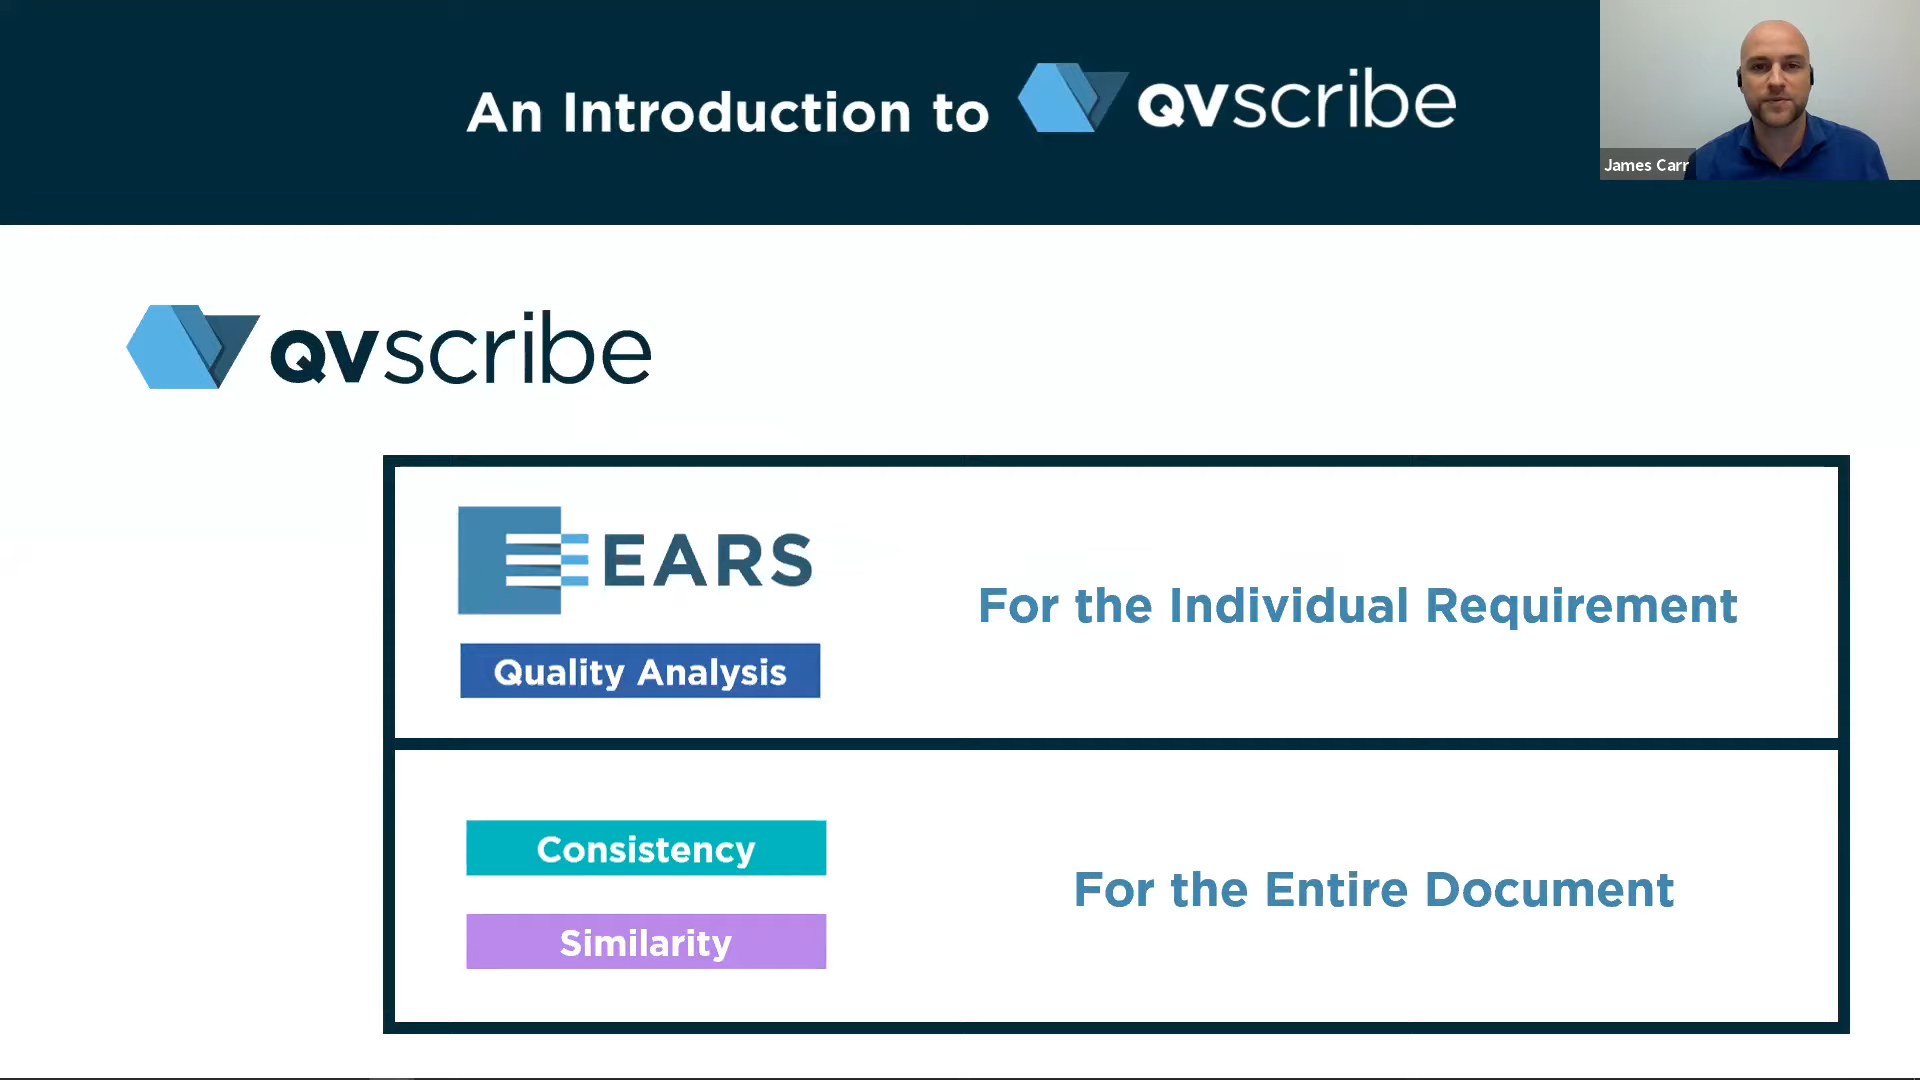 An Introduction to QVscribe
James Carr
QVscribe
EARS
For the Individual Requirement
Quality Analysis
Consistency
For the Entire Document
Similarity